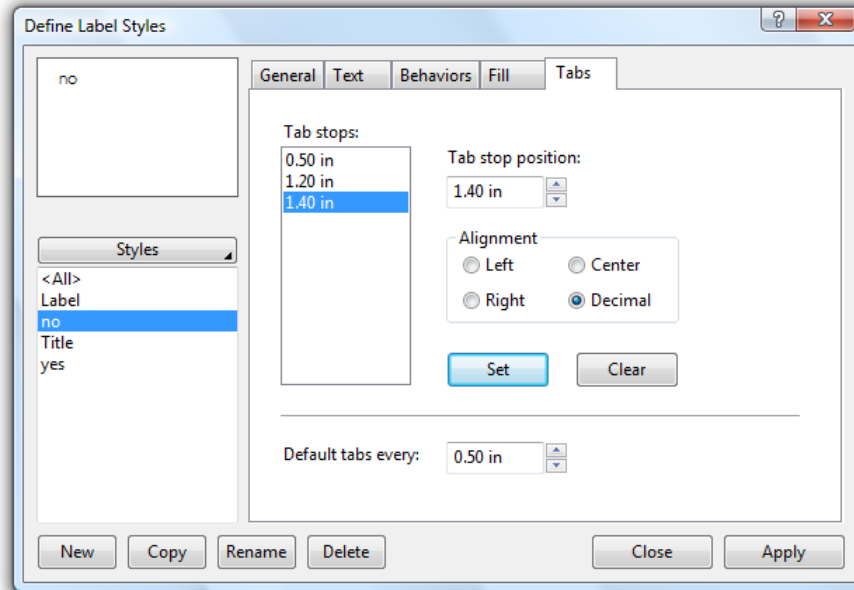 Define Label Styles
?
no
General Text Behaviors Fill Tabs
Tab stops:
0.50 in
1.20 in
1.40 in
Tab stop position:
1.40 in
Alignment
Left Center
Right Decimal
Set Clear
Default tabs every: 0.50 in
Styles
<All>
Label
no
Title
yes
New Copy Rename Delete Close Apply